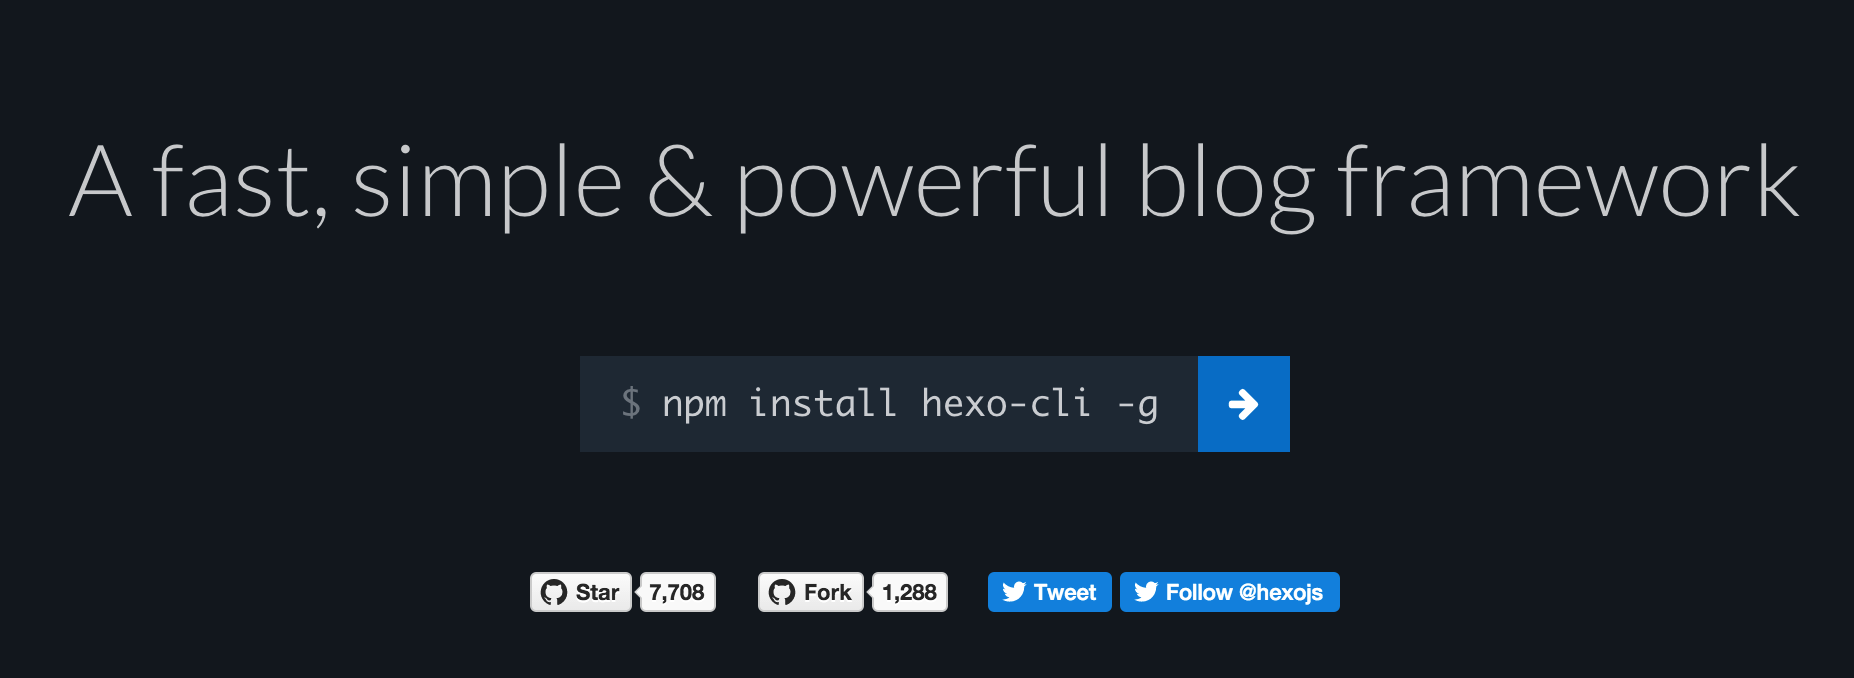 A fast, simple & powerful blog framework
$ npm install hexo-cli -g
Star 7,708 Fork 1,288 Tweet Follow @hexojs